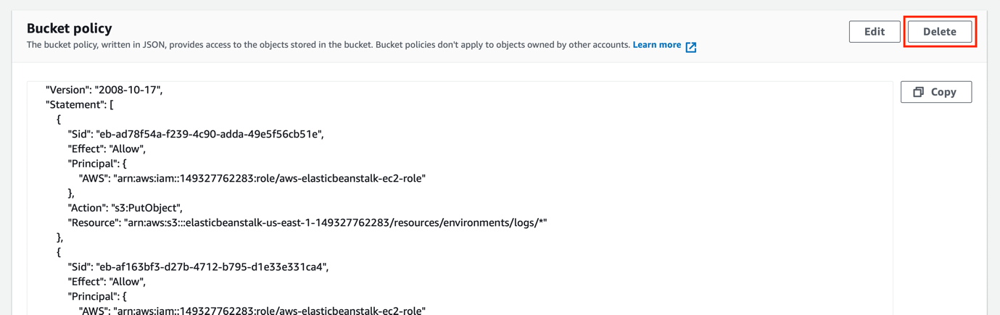 Bucket policy
Edit
Delete
The bucket policy, written in JSON, provides access to the objects stored in the bucket. Bucket policies don't apply to objects owned by other accounts. Learn more
Copy
"Version": "2008-10-17",
"Statement": [
{
"Sid": "eb-ad78f54a-f239-4c90-adda-49e5f56cb51e",
"Effect": "Allow",
"Principal": {
"AWS": "arn:aws:iam::149327762283:role/aws-elasticbeanstalk-ec2-role"
},
"Action": "s3:PutObject",
"Resource": "arn:aws:s3:::elasticbeanstalk-us-east-1-149327762283/resources/environments/logs/*"
},
{
"Sid": "eb-af163bf3-d27b-4712-b795-d1e33e331ca4",
"Effect": "Allow",
"Principal": {
"AWS": "arn:aws:iam::149327762283:role/aws-elasticbeanstalk-ec2-role"